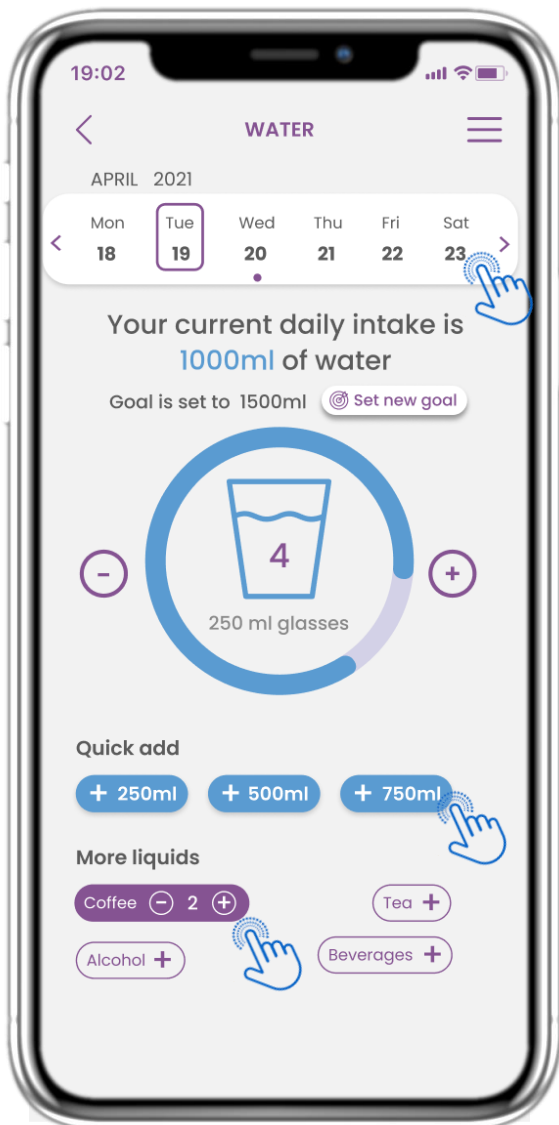 19:02
WATER
APRIL 2021
Mon Tue Wed Thu Fri Sat
< 18 19 20 21 22 23 >
Your current daily intake is
1000ml of water
Goal is set to 1500ml Set new goal
4
- +
250 ml glasses
Quick add
+ 250ml + 500ml + 750ml
More liquids
Coffee - 2 + Tea +
Alcohol + Beverages +